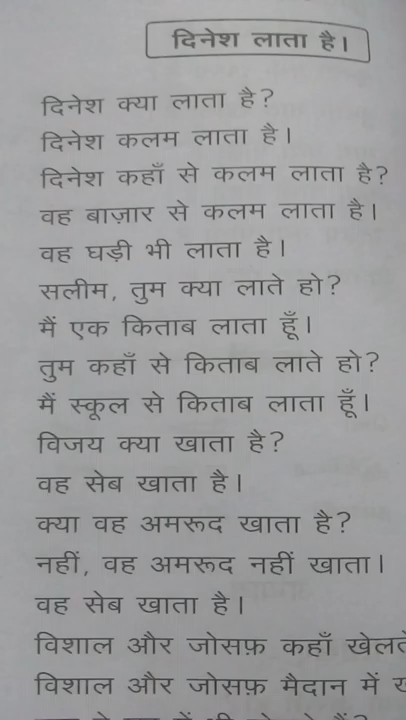 दिनेश लाता है।
दिनेश क्या लाता है?
दिनेश कलम लाता है।
दिनेश कहाँ से कलम लाता है?
वह बाज़ार से कलम लाता है।
वह घड़ी भी लाता है।
सलीम, तुम क्या लाते हो?
मैं एक किताब लाता हूँ।
तुम कहाँ से किताब लाते हो?
मैं स्कूल से किताब लाता हूँ।
विजय क्या खाता है?
वह सेब खाता है।
क्या वह अमरूद खाता है?
नहीं, वह अमरूद नहीं खाता।
वह सेब खाता है।
विशाल और जोसफ़ कहाँ खेलते
विशाल और जोसफ़ मैदान में